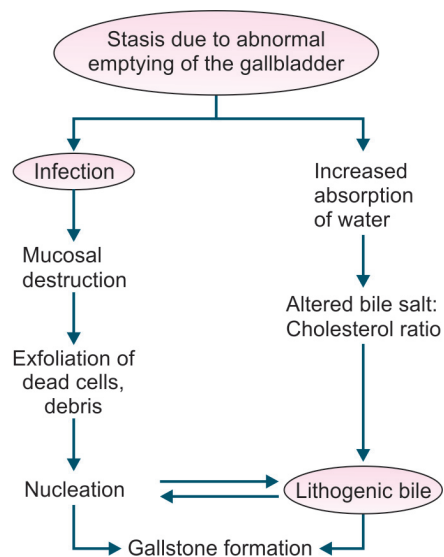 Stasis due to abnormal
emptying of the gallbladder
Infection
Mucosal
destruction
Exfoliation of
dead cells,
debris
Nucleation
Increased
absorption
of water
Altered bile salt:
Cholesterol ratio
Lithogenic bile
Gallstone formation